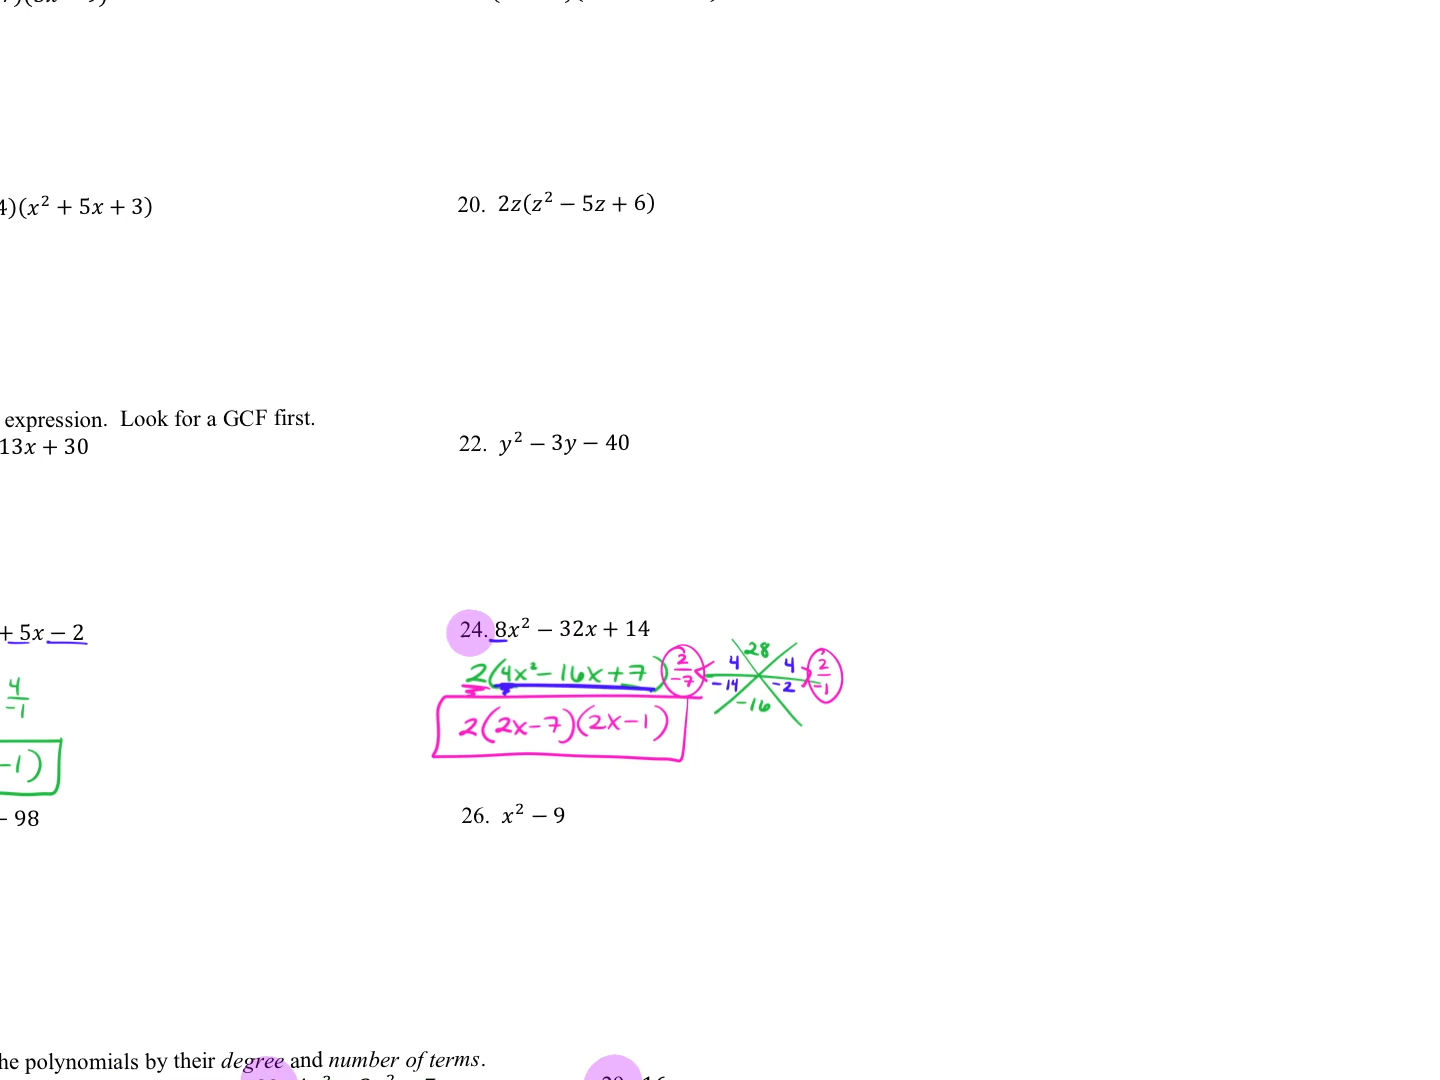 4)(x² + 5x + 3)
20. 2z(z² − 5z + 6)
expression. Look for a GCF first.
13x + 30
22. y² − 3y − 40
+ 5x − 2
4
-1
-1)
24. 8x² − 32x + 14
2(4x²-16x+7)
2
-7
28
4
-14
4
-2
-16
2
-1
2(2x-7)(2x-1)
− 98
26. x² − 9
he polynomials by their degree and number of terms.